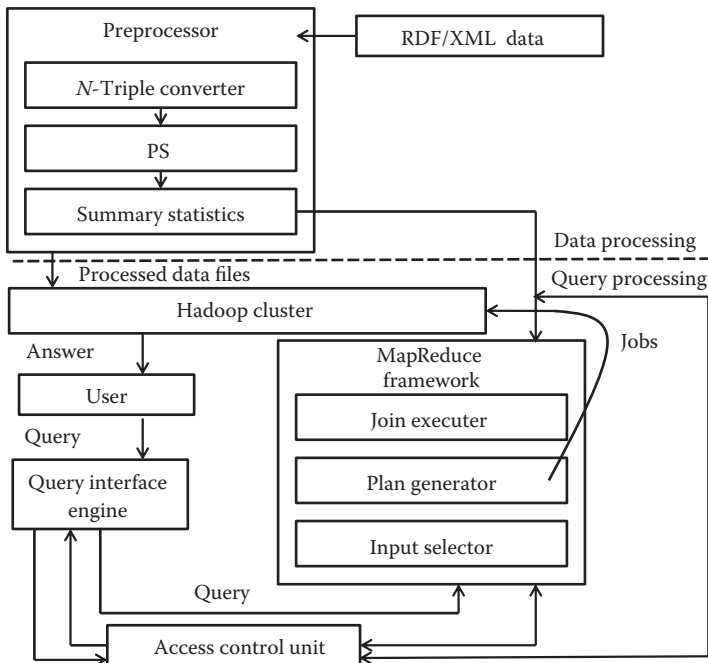 Preprocessor
RDF/XML data
N-Triple converter
PS
Summary statistics
Data processing
Processed data files
Query processing
Hadoop cluster
Answer
MapReduce
framework
Jobs
User
Join executer
Query
Query interface
engine
Plan generator
Input selector
Query
Access control unit